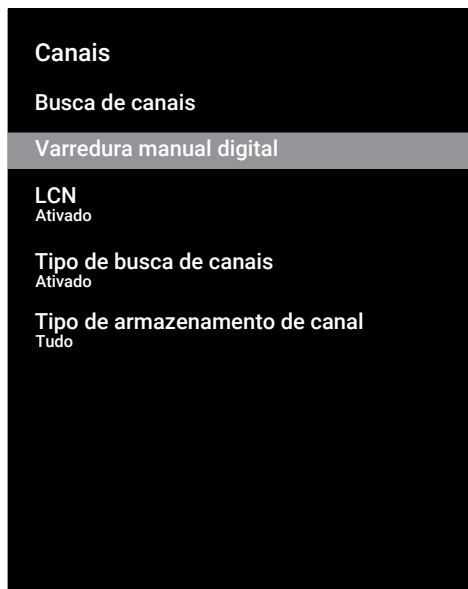 Canais
Busca de canais
Varredura manual digital
LCN
Ativado
Tipo de busca de canais
Ativado
Tipo de armazenamento de canal
Tudo